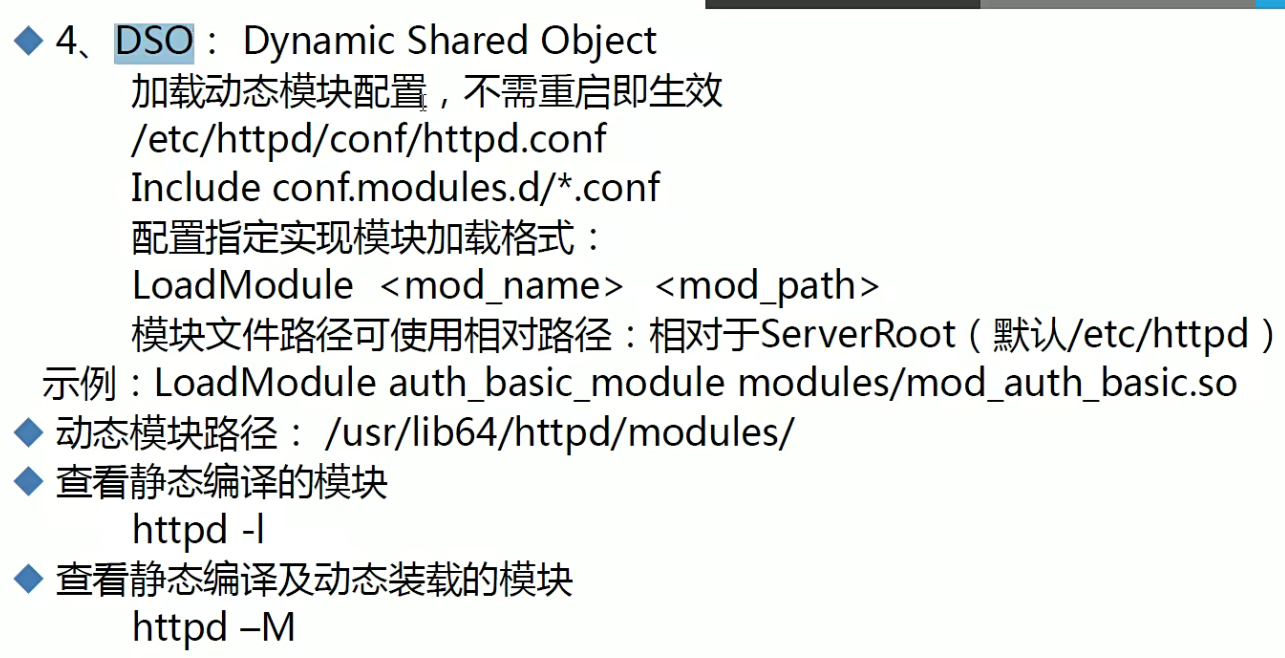 4、DSO： Dynamic Shared Object
加载动态模块配置，不需重启即生效
/etc/httpd/conf/httpd.conf
Include conf.modules.d/*.conf
配置指定实现模块加载格式：
LoadModule <mod_name> <mod_path>
模块文件路径可使用相对路径：相对于ServerRoot（默认/etc/httpd）
示例：LoadModule auth_basic_module modules/mod_auth_basic.so
动态模块路径： /usr/lib64/httpd/modules/
查看静态编译的模块
httpd -l
查看静态编译及动态装载的模块
httpd –M